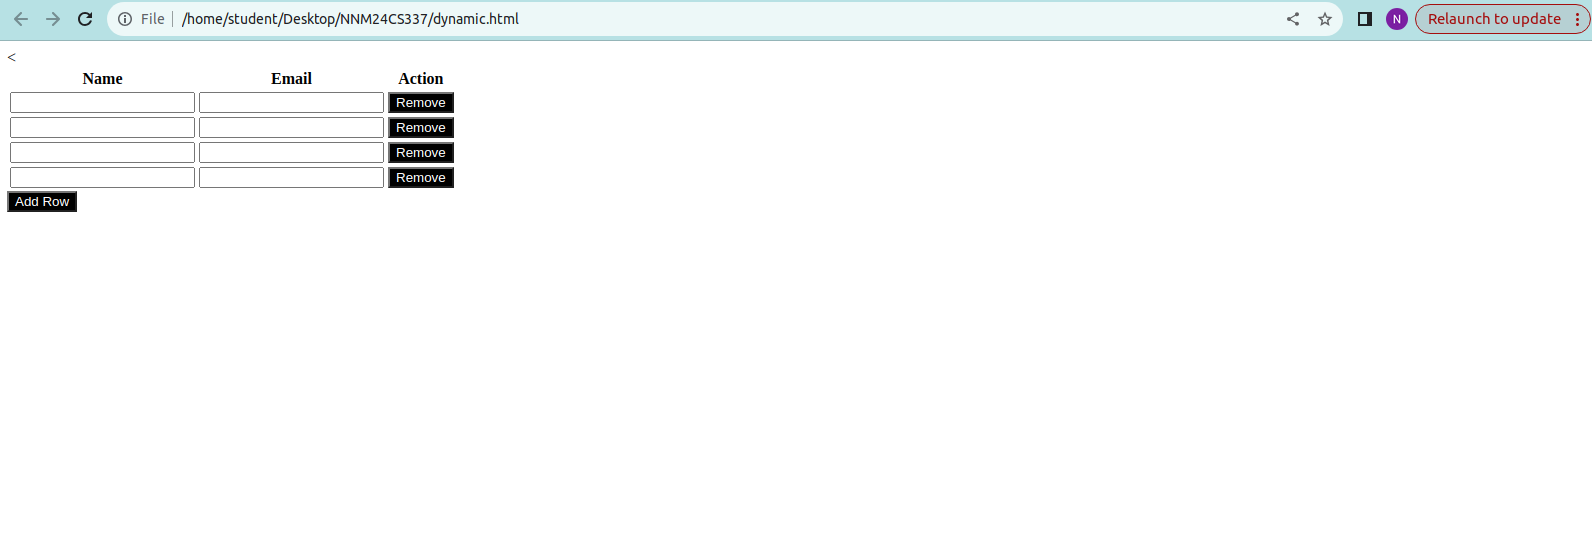 File /home/student/Desktop/NNM24CS337/dynamic.html N Relaunch to update
<
Name Email Action
Remove
Remove
Remove
Remove
Add Row